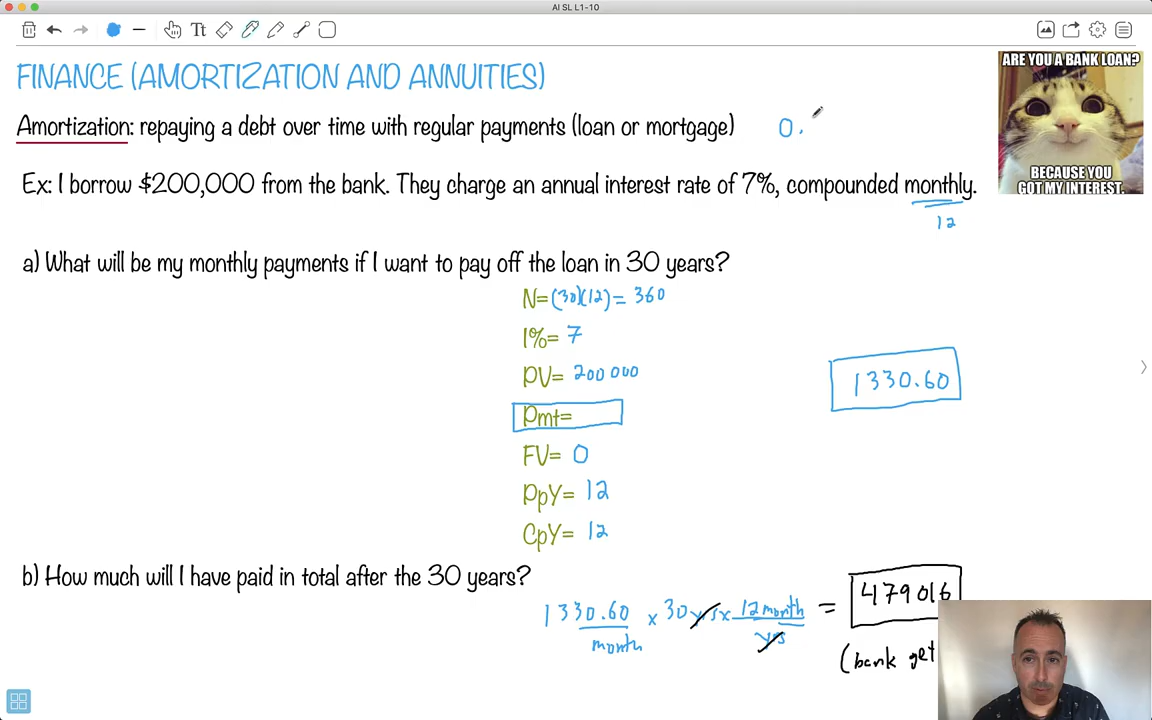 AI SL L1-10
Tt
FINANCE (AMORTIZATION AND ANNUITIES)
ARE YOU A BANK LOAN?
BECAUSE YOU
GOT MY INTEREST.
Amortization: repaying a debt over time with regular payments (loan or mortgage)
0.
Ex: I borrow $200,000 from the bank. They charge an annual interest rate of 7%, compounded monthly.
12
a) What will be my monthly payments if I want to pay off the loan in 30 years?
N=(30)(12) = 360
I%= 7
PV= 200 000
Pmt=
1330.60
FV= 0
PpY= 12
CpY= 12
b) How much will I have paid in total after the 30 years?
1330.60/month × 30 yrs × 12 month/yrs = 479016
(bank get